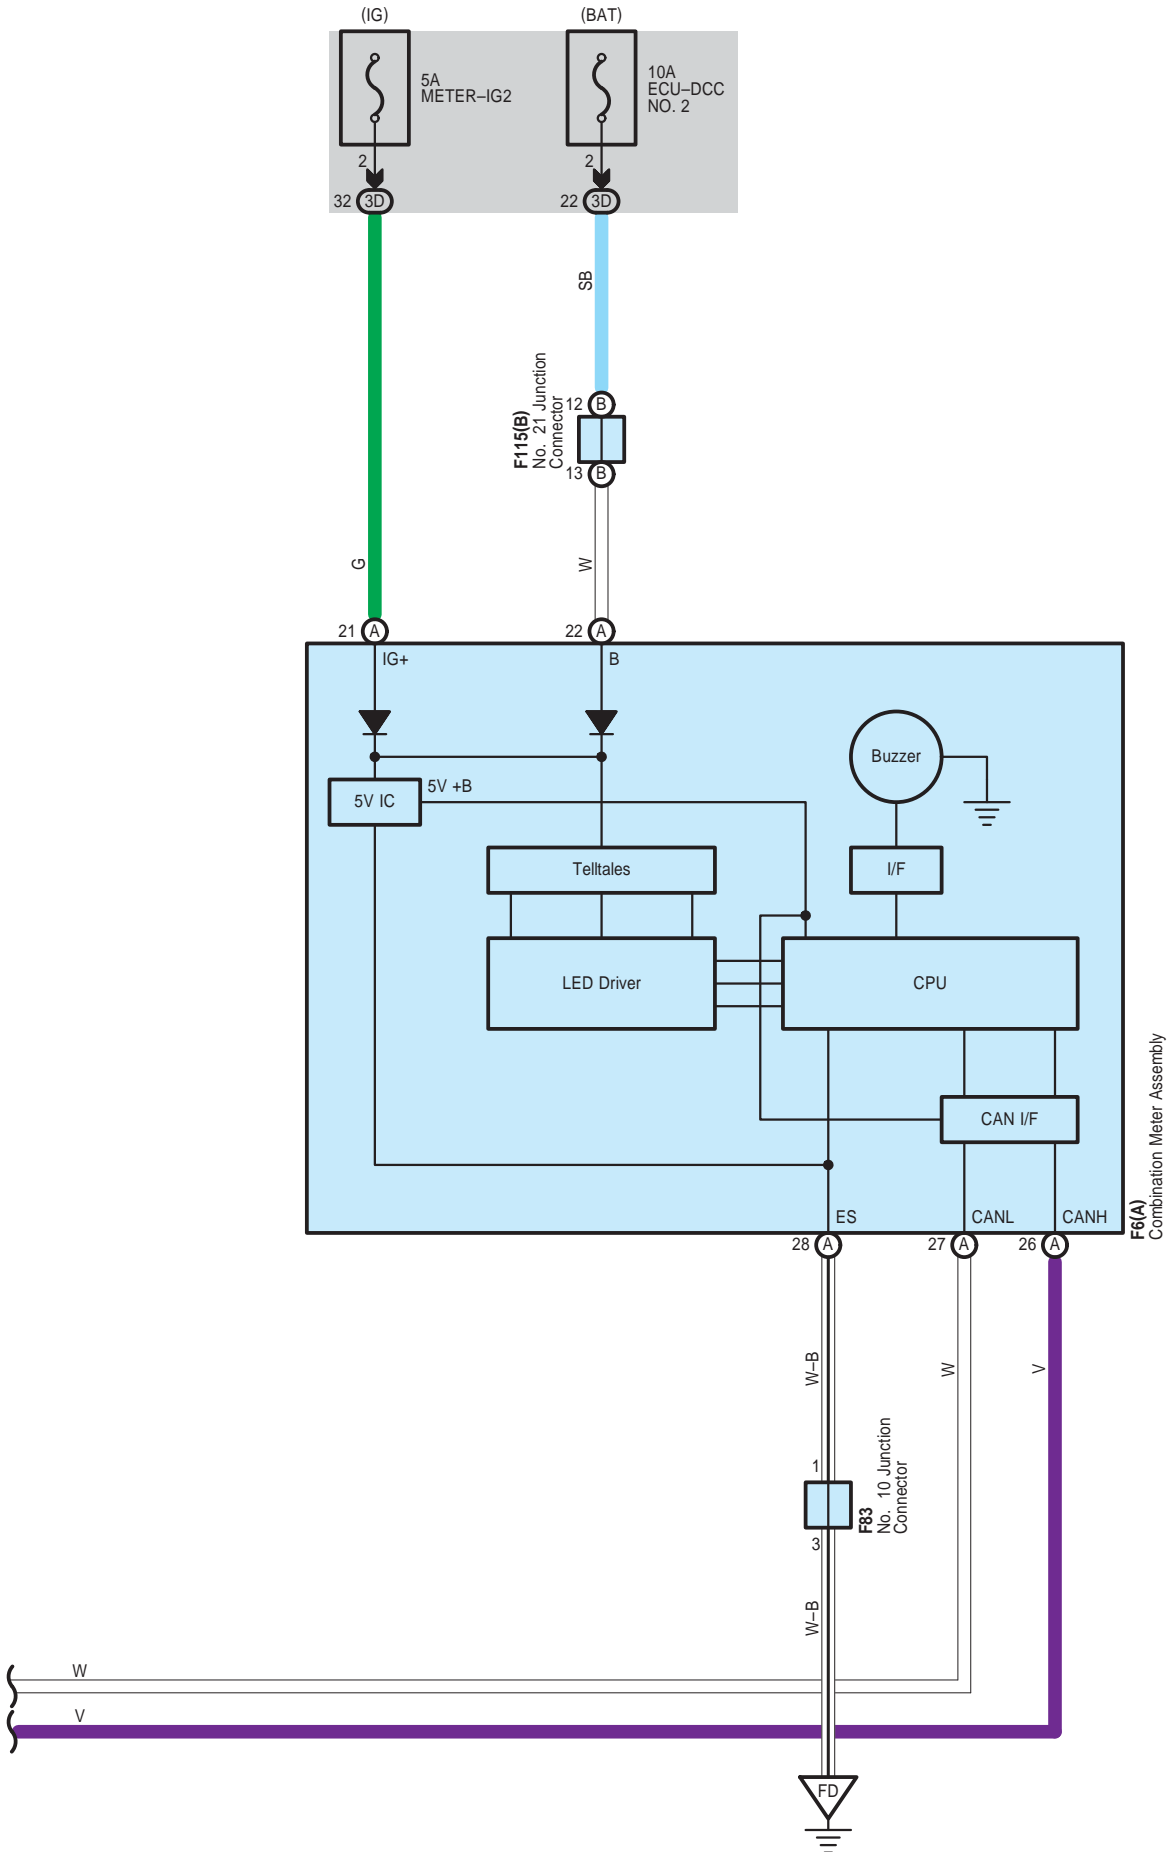 (IG)
(BAT)
5A
METER–IG2
10A
ECU–DCC
NO. 2
2
2
32 3D
22 3D
SB
F115(B)
No. 21 Junction
Connector
12 B
13 B
G
W
21 A
22 A
IG+
B
Buzzer
5V IC
5V +B
Telltales
I/F
LED Driver
CPU
CAN I/F
ES
CANL
CANH
F6(A)
Combination Meter Assembly
28 A
27 A
26 A
W–B
W
V
1
F83
No. 10 Junction
Connector
3
W–B
W
V
FD